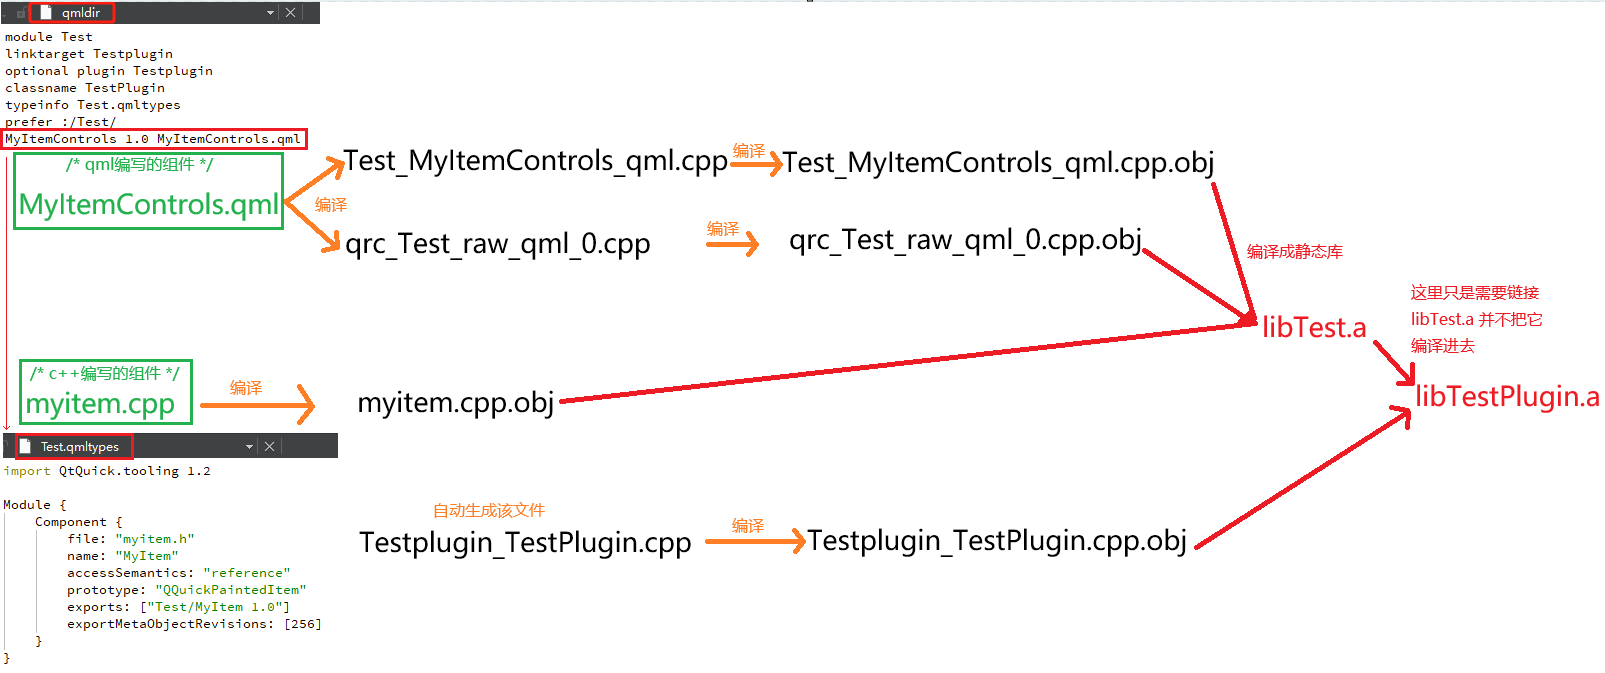 qmldir
module Test
linktarget Testplugin
optional plugin Testplugin
classname TestPlugin
typeinfo Test.qmltypes
prefer :/Test/
MyItemControls 1.0 MyItemControls.qml
/* qml编写的组件 */
MyItemControls.qml
编译
Test_MyItemControls_qml.cpp
编译
Test_MyItemControls_qml.cpp.obj
qrc_Test_raw_qml_0.cpp
编译
qrc_Test_raw_qml_0.cpp.obj
编译成静态库
libTest.a
这里只是需要链接
libTest.a 并不把它
编译进去
libTestPlugin.a
/* c++编写的组件 */
myitem.cpp
编译
myitem.cpp.obj
Test.qmltypes
import QtQuick.tooling 1.2
Module {
Component {
file: "myitem.h"
name: "MyItem"
accessSemantics: "reference"
prototype: "QQuickPaintedItem"
exports: ["Test/MyItem 1.0"]
exportMetaObjectRevisions: [256]
}
}
自动生成该文件
Testplugin_TestPlugin.cpp
编译
Testplugin_TestPlugin.cpp.obj